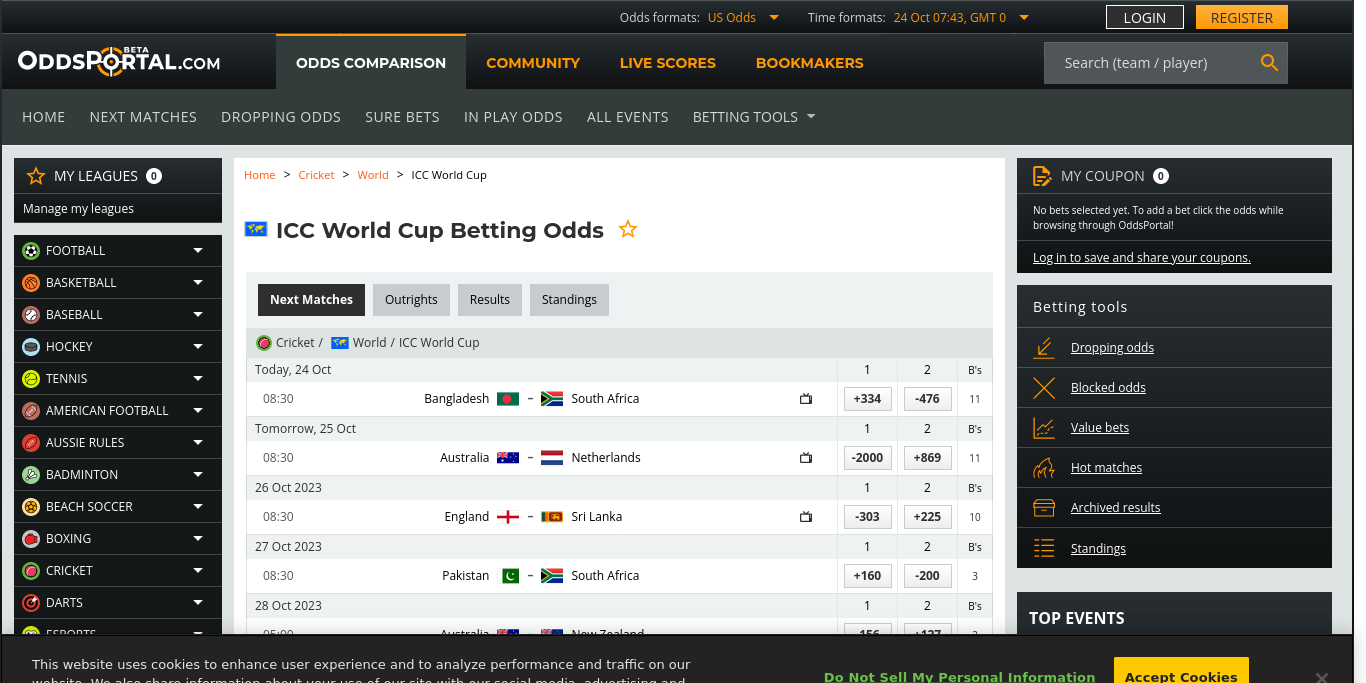 Odds formats: US Odds Time formats: 24 Oct 07:43, GMT 0 LOGIN REGISTER
ODDSPORTAL.COM BETA
ODDS COMPARISON COMMUNITY LIVE SCORES BOOKMAKERS Search (team / player)
HOME NEXT MATCHES DROPPING ODDS SURE BETS IN PLAY ODDS ALL EVENTS BETTING TOOLS
MY LEAGUES 0
Manage my leagues
FOOTBALL
BASKETBALL
BASEBALL
HOCKEY
TENNIS
AMERICAN FOOTBALL
AUSSIE RULES
BADMINTON
BEACH SOCCER
BOXING
CRICKET
DARTS
ESPORTS
Home > Cricket > World > ICC World Cup
ICC World Cup Betting Odds
Next Matches Outrights Results Standings
Cricket / World / ICC World Cup
Today, 24 Oct 1 2 B's
08:30 Bangladesh – South Africa +334 -476 11
Tomorrow, 25 Oct 1 2 B's
08:30 Australia – Netherlands -2000 +869 11
26 Oct 2023 1 2 B's
08:30 England – Sri Lanka -303 +225 10
27 Oct 2023 1 2 B's
08:30 Pakistan – South Africa +160 -200 3
28 Oct 2023 1 2 B's
05:00 Australia New Zealand -156 +127
MY COUPON 0
No bets selected yet. To add a bet click the odds while
browsing through OddsPortal!
Log in to save and share your coupons.
Betting tools
Dropping odds
Blocked odds
Value bets
Hot matches
Archived results
Standings
TOP EVENTS
This website uses cookies to enhance user experience and to analyze performance and traffic on our
website. We also share information about your use of our site with our social media, advertising and
Do Not Sell My Personal Information
Accept Cookies